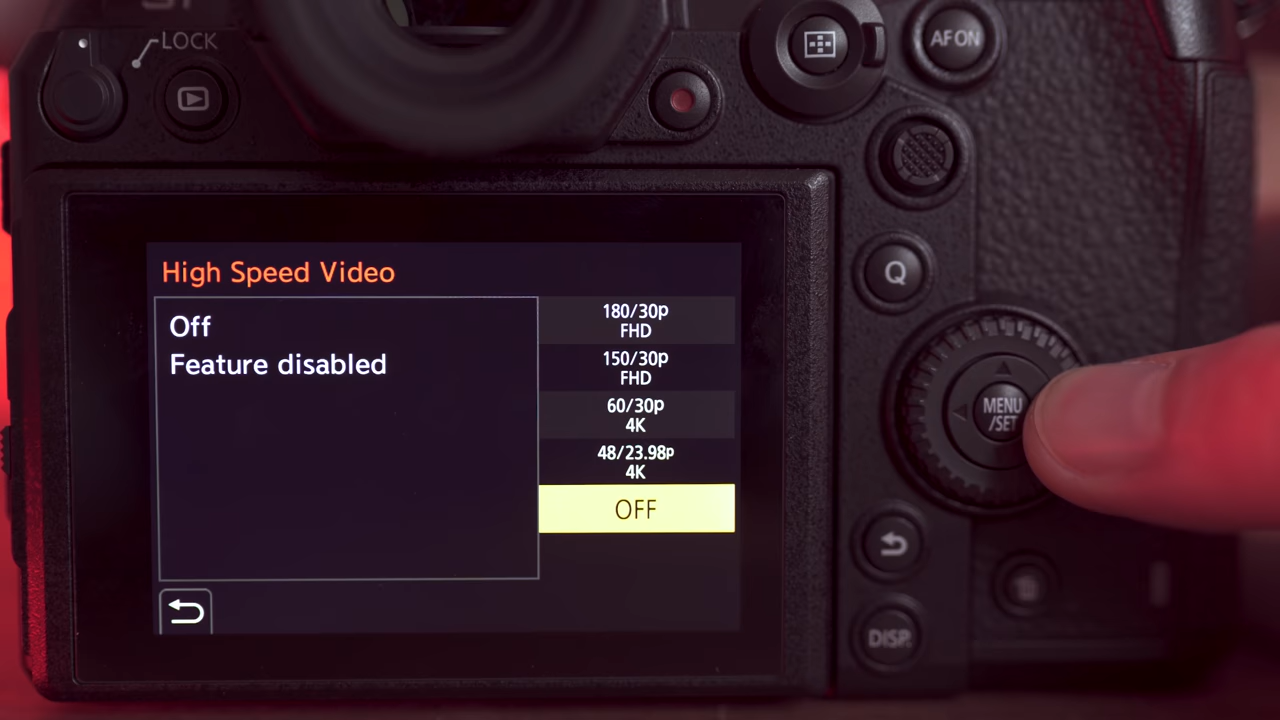 LOCK
AF ON
High Speed Video
Off
Feature disabled
180/30p
FHD
150/30p
FHD
60/30p
4K
48/23.98p
4K
OFF
Q
MENU
/SET
DISP.